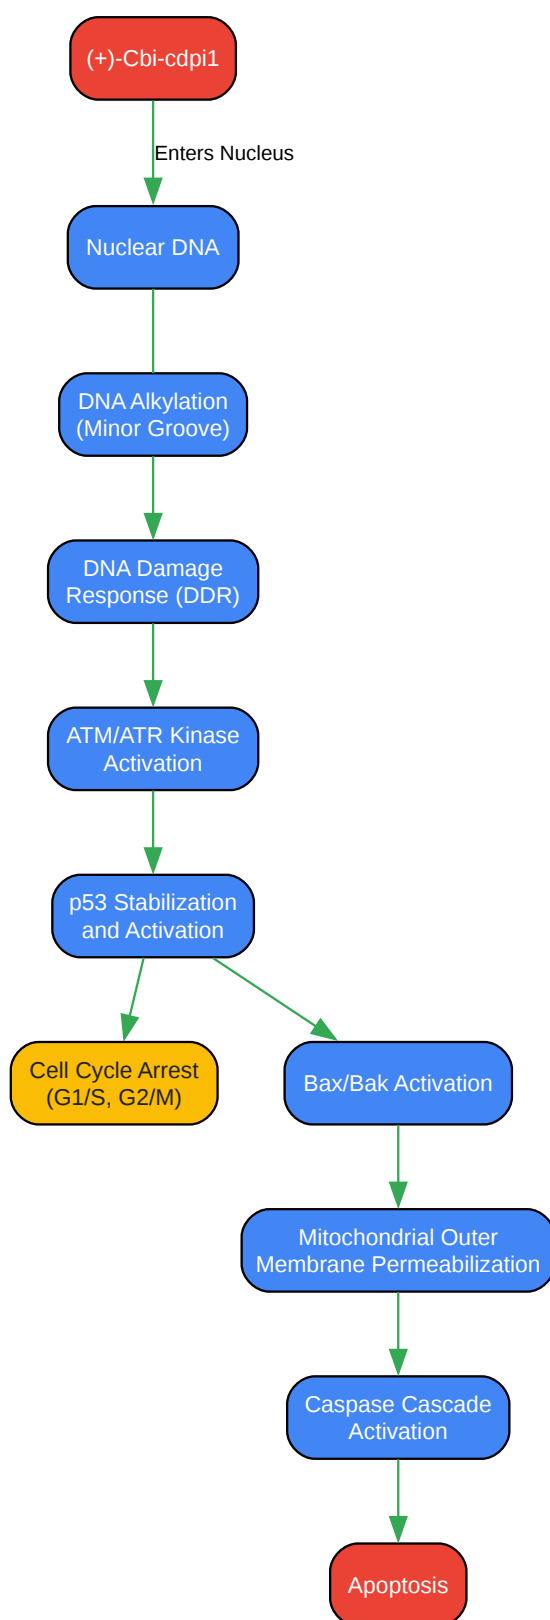 (+)-Cbi-cdpi1
Enters Nucleus
Nuclear DNA
DNA Alkylation
(Minor Groove)
DNA Damage
Response (DDR)
ATM/ATR Kinase
Activation
p53 Stabilization
and Activation
Cell Cycle Arrest
(G1/S, G2/M)
Bax/Bak Activation
Mitochondrial Outer
Membrane Permeabilization
Caspase Cascade
Activation
Apoptosis